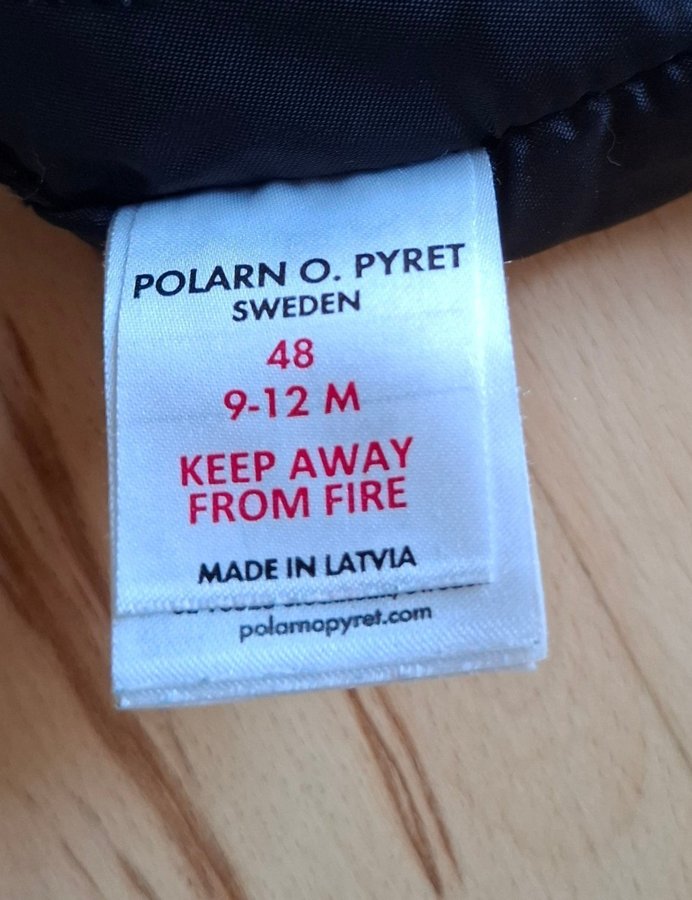 POLARN O. PYRET
SWEDEN
48
9-12 M
KEEP AWAY
FROM FIRE
MADE IN LATVIA
polarnopyret.com